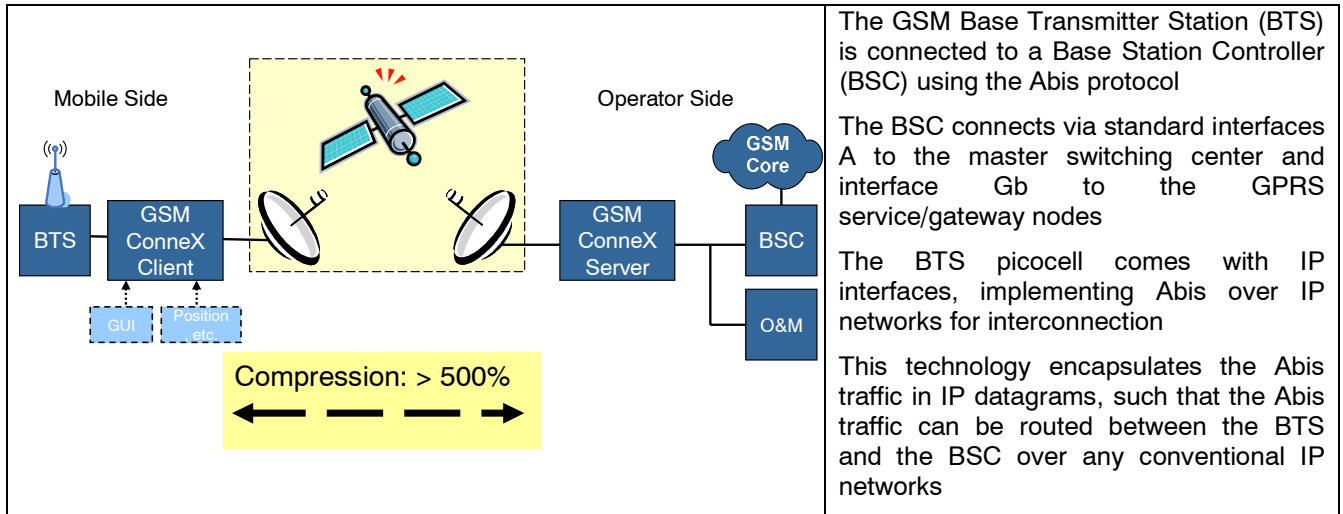 Mobile Side
Operator Side
GSM
Core
BTS
GSM
ConneX
Client
GSM
ConneX
Server
BSC
GUI
Position
, etc.
O&M
Compression: > 500%
The GSM Base Transmitter Station (BTS)
is connected to a Base Station Controller
(BSC) using the Abis protocol
The BSC connects via standard interfaces
A to the master switching center and
interface Gb to the GPRS
service/gateway nodes
The BTS picocell comes with IP
interfaces, implementing Abis over IP
networks for interconnection
This technology encapsulates the Abis
traffic in IP datagrams, such that the Abis
traffic can be routed between the BTS
and the BSC over any conventional IP
networks